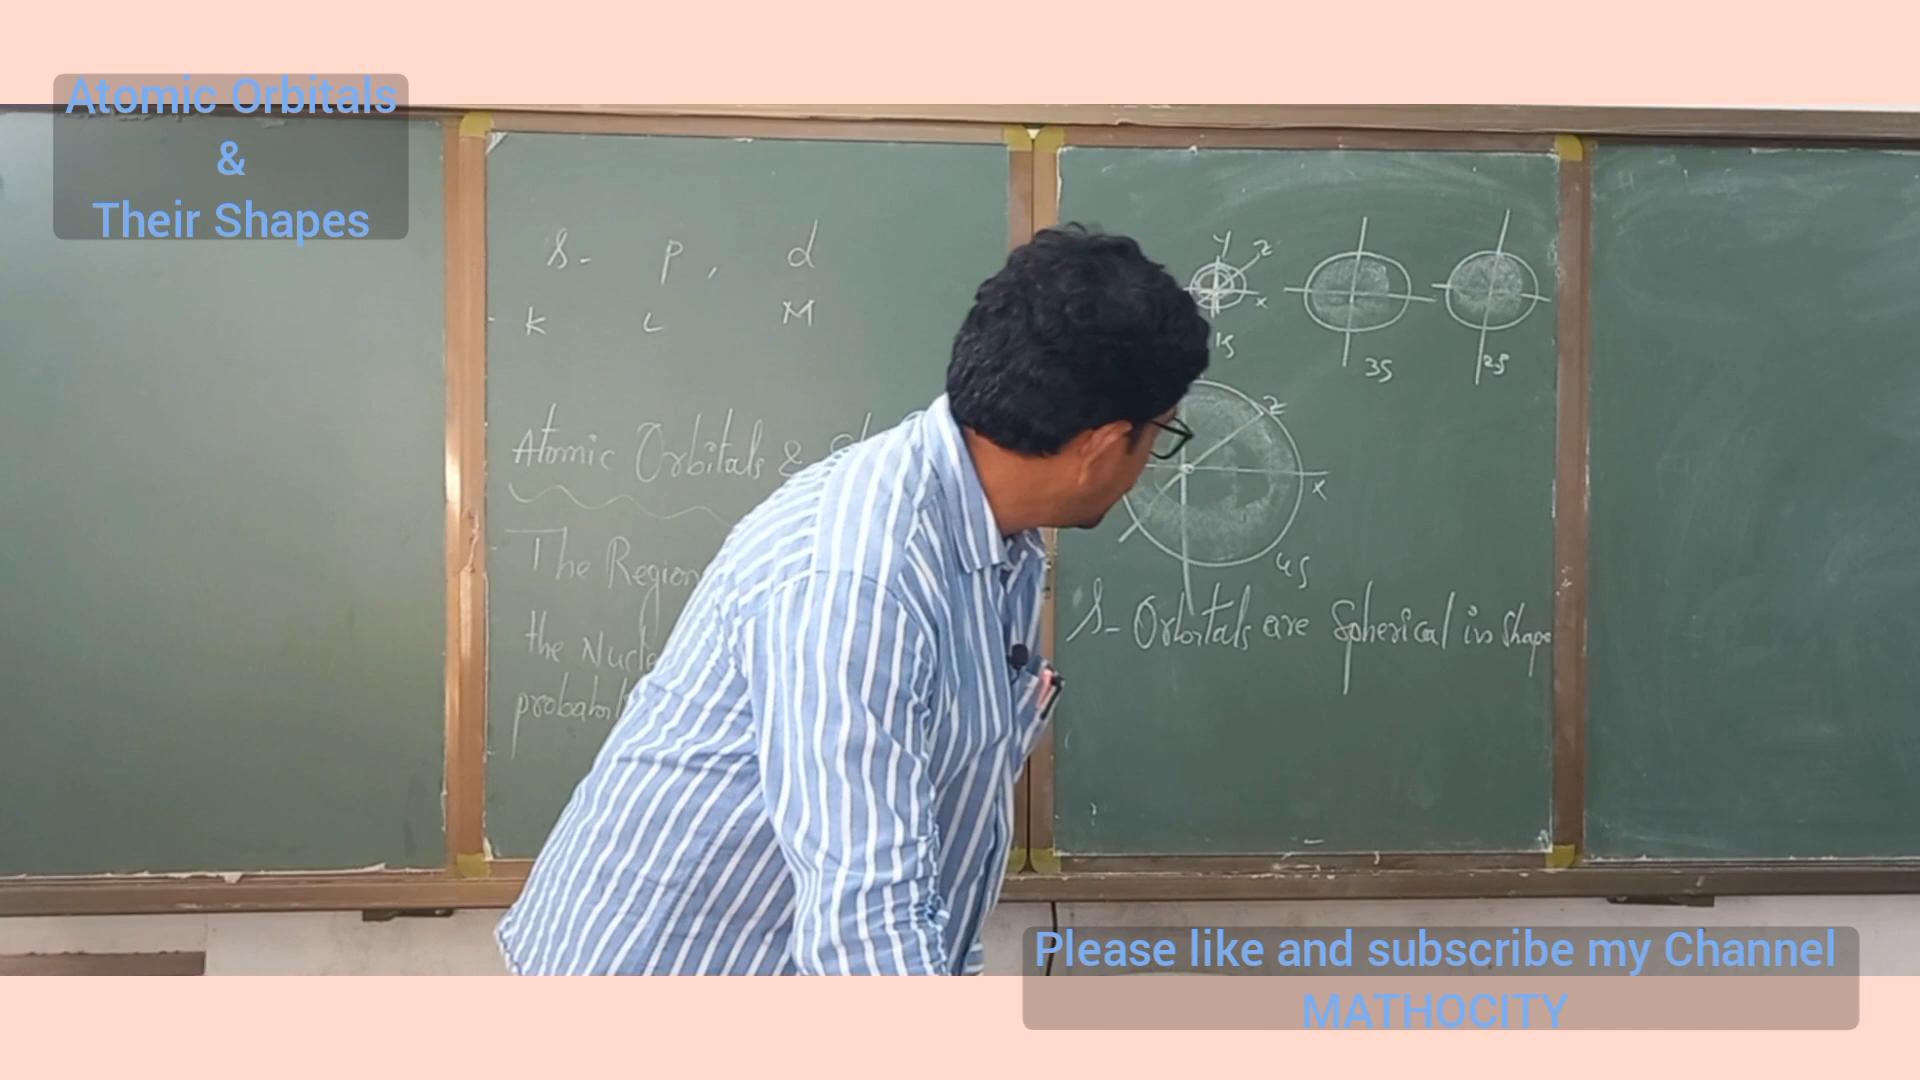 Atomic Orbitals
&
Their Shapes
S- p, d
K L M
Atomic Orbitals &
The Region
the Nucle
probabil
y z
x
1s
3s
2s
z
x
4s
S- Orbitals are Spherical in Shape
Please like and subscribe my Channel
MATHOCITY